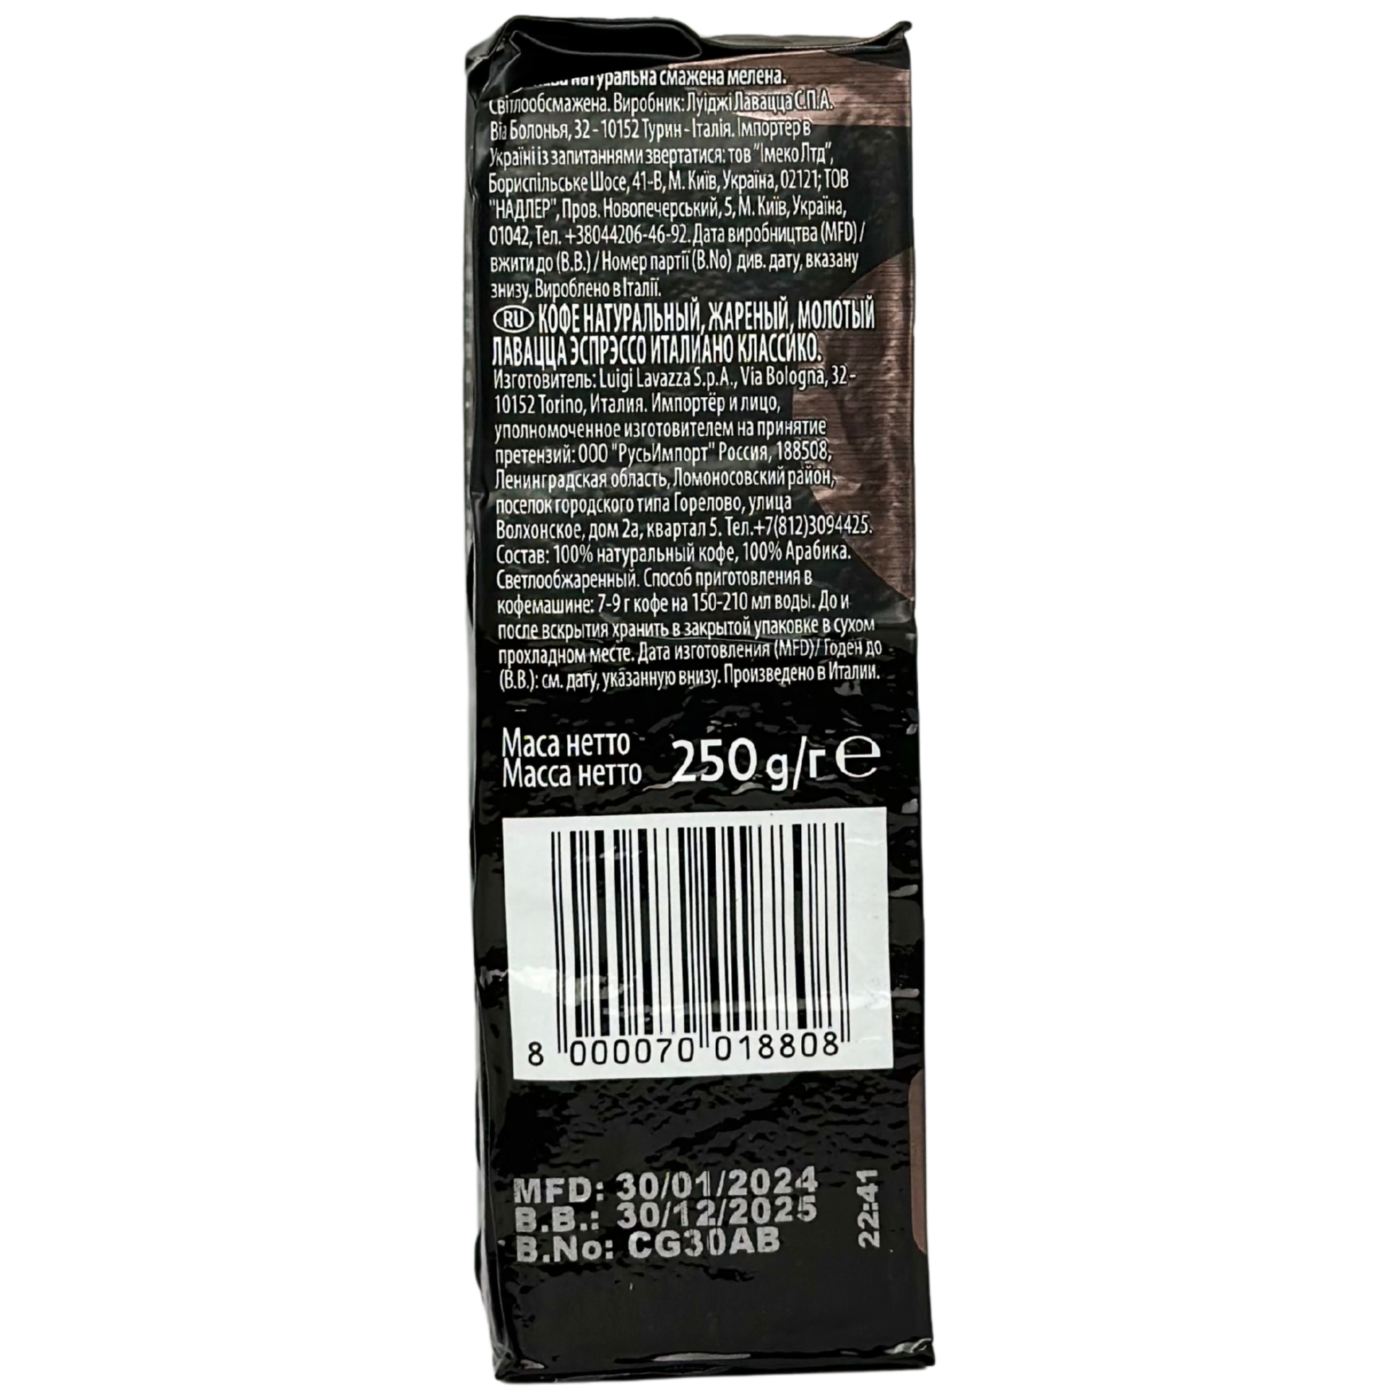 натуральна смажена мелена.
Світлообсмажена. Виробник: Луіджі Лавацца С.П.А.
Віа Болонья, 32 - 10152 Турин - Італія. Імпортер в
Україні із запитаннями звертатися: тов "Імеко Лтд",
Бориспільське Шосе, 41-В, М. Київ, Україна, 02121; ТОВ
"НАДЛЕР", Пров. Новопечерський, 5, М. Київ, Україна,
01042, Тел. +38044206-46-92. Дата виробництва (MFD) /
вжити до (B.B.) / Номер партії (B.No) див. дату, вказану
знизу. Вироблено в Італії.
RU КОФЕ НАТУРАЛЬНЫЙ, ЖАРЕНЫЙ, МОЛОТЫЙ
ЛАВАЦЦА ЭСПРЭССО ИТАЛИАНО КЛАССИКО.
Изготовитель: Luigi Lavazza S.p.A., Via Bologna, 32 -
10152 Torino, Италия. Импортёр и лицо,
уполномоченное изготовителем на принятие
претензий: ООО "РусьИмпорт" Россия, 188508,
Ленинградская область, Ломоносовский район,
поселок городского типа Горелово, улица
Волхонское, дом 2а, квартал 5. Тел.+7(812)3094425.
Состав: 100% натуральный кофе, 100% Арабика.
Светлообжаренный. Способ приготовления в
кофемашине: 7-9 г кофе на 150-210 мл воды. До и
после вскрытия хранить в закрытой упаковке в сухом
прохладном месте. Дата изготовления (MFD)/ Годен до
(B.B.): см. дату, указанную внизу. Произведено в Италии.
Маса нетто
Масса нетто 250 g/г ℮
8 000070 018808
MFD: 30/01/2024
B.B.: 30/12/2025
B.No: CG30AB
22:41